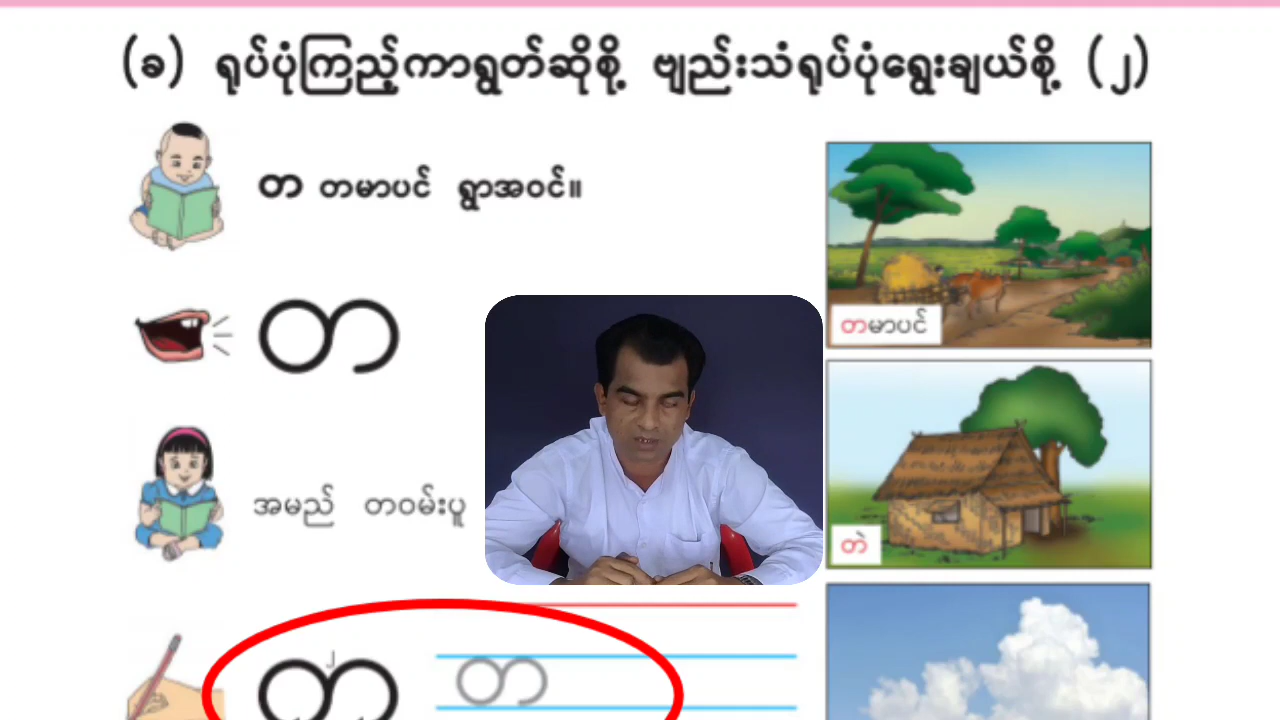 (ခ) ရုပ်ပုံကြည့်ကာရွတ်ဆိုစို့ ဗျည်းသံရုပ်ပုံရွေးချယ်စို့ (၂)
တ တမာပင် ရွာအဝင်။
တမာပင်
တ
အမည် တဝမ်းပူ
တဲ
တ တ